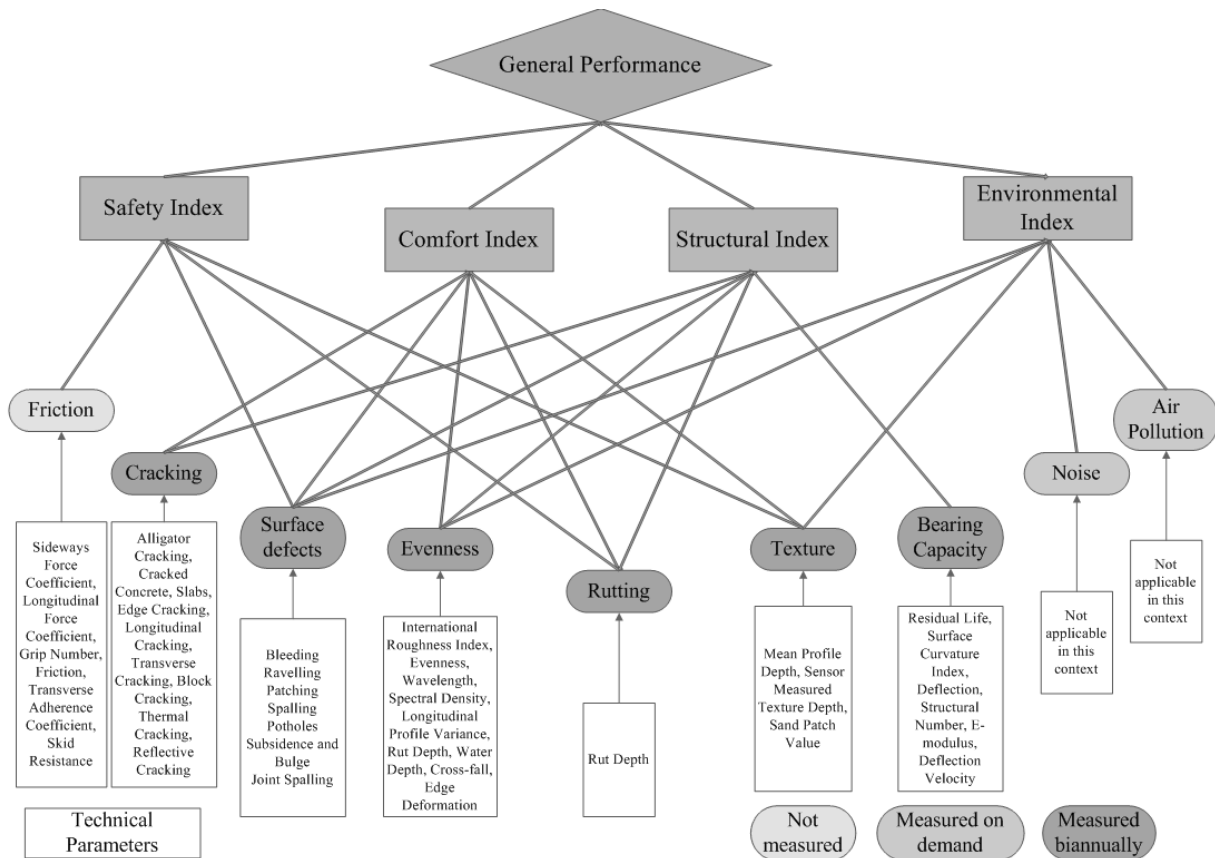 General Performance
Safety Index
Comfort Index
Structural Index
Environmental
Index
Friction
Cracking
Surface
defects
Evenness
Rutting
Texture
Bearing
Capacity
Noise
Air
Pollution
Sideways
Force
Coefficient,
Longitudinal
Force
Coefficient,
Grip Number,
Friction,
Transverse
Adherence
Coefficient,
Skid
Resistance
Alligator
Cracking,
Cracked
Concrete, Slabs,
Edge Cracking,
Longitudinal
Cracking,
Transverse
Cracking, Block
Cracking,
Thermal
Cracking,
Reflective
Cracking
Bleeding
Ravelling
Patching
Spalling
Potholes
Subsidence and
Bulge
Joint Spalling
International
Roughness Index,
Evenness,
Wavelength,
Spectral Density,
Longitudinal
Profile Variance,
Rut Depth, Water
Depth, Cross-fall,
Edge
Deformation
Rut Depth
Mean Profile
Depth, Sensor
Measured
Texture Depth,
Sand Patch
Value
Residual Life,
Surface
Curvature
Index,
Deflection,
Structural
Number, E-
modulus,
Deflection
Velocity
Not
applicable
in this
context
Not
applicable
in this
context
Technical
Parameters
Not
measured
Measured on
demand
Measured
biannually